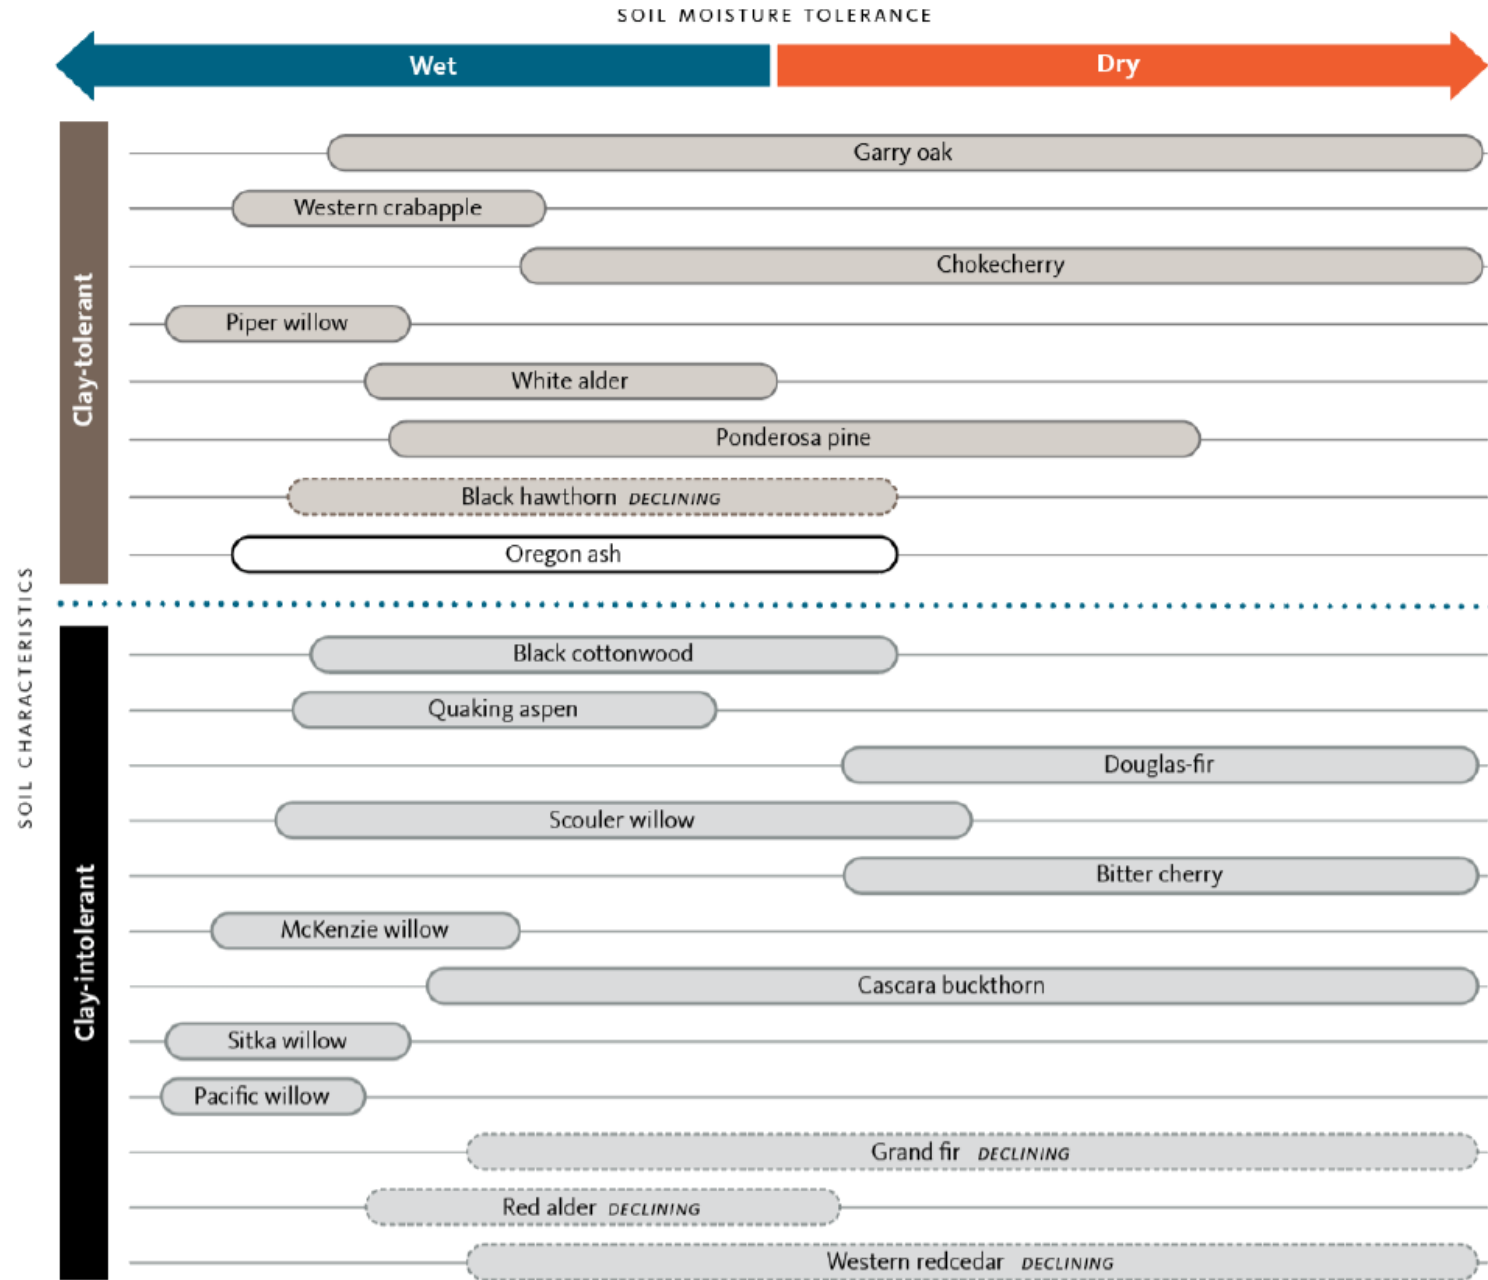 SOIL MOISTURE TOLERANCE
Wet
Dry
SOIL CHARACTERISTICS
Clay-tolerant
Garry oak
Western crabapple
Chokecherry
Piper willow
White alder
Ponderosa pine
Black hawthorn DECLINING
Oregon ash
Clay-intolerant
Black cottonwood
Quaking aspen
Douglas-fir
Scouler willow
Bitter cherry
McKenzie willow
Cascara buckthorn
Sitka willow
Pacific willow
Grand fir DECLINING
Red alder DECLINING
Western redcedar DECLINING